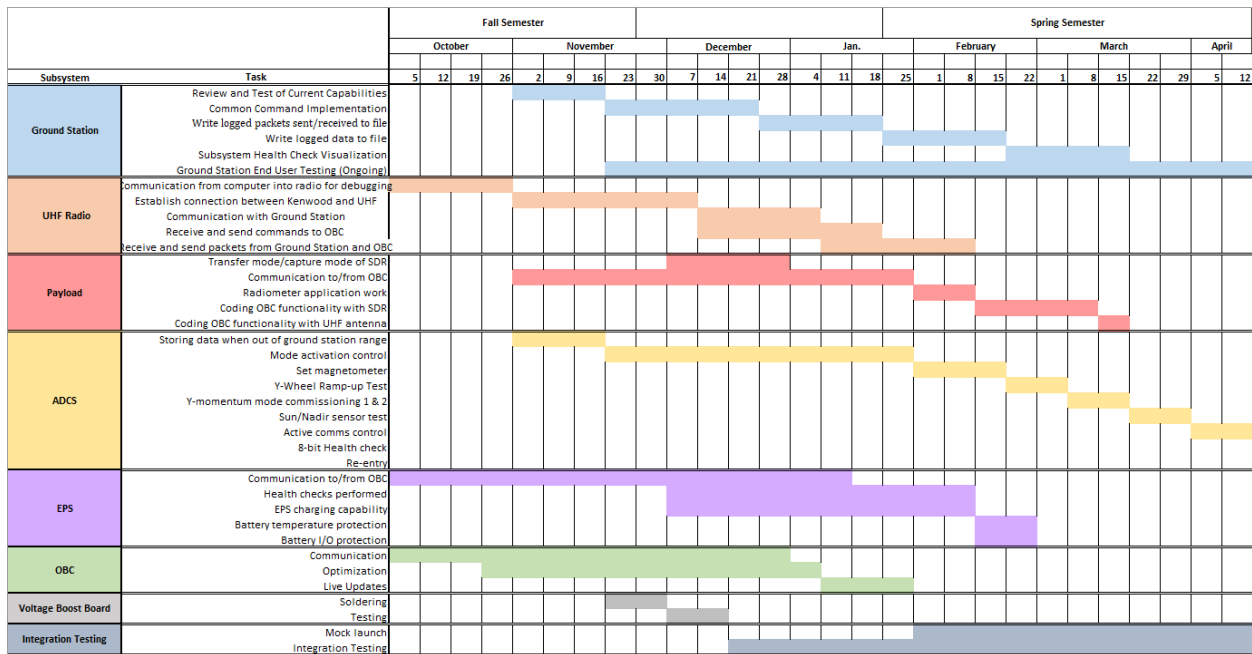 Fall Semester Spring Semester
October November December Jan. February March April
Subsystem Task 5 12 19 26 2 9 16 23 30 7 14 21 28 4 11 18 25 1 8 15 22 1 8 15 22 29 5 12
Review and Test of Current Capabilities
Common Command Implementation
Write logged packets sent/received to file
Ground Station
Write logged data to file
Subsystem Health Check Visualization
Ground Station End User Testing (Ongoing)
Communication from computer into radio for debugging
Establish connection between Kenwood and UHF
UHF Radio
Communication with Ground Station
Receive and send commands to OBC
Receive and send packets from Ground Station and OBC
Transfer mode/capture mode of SDR
Communication to/from OBC
Payload
Radiometer application work
Coding OBC functionality with SDR
Coding OBC functionality with UHF antenna
Storing data when out of ground station range
Mode activation control
Set magnetometer
Y-Wheel Ramp-up Test
ADCS
Y-momentum mode commissioning 1 & 2
Sun/Nadir sensor test
Active comms control
8-bit Health check
Re-entry
Communication to/from OBC
Health checks performed
EPS
EPS charging capability
Battery temperature protection
Battery I/O protection
Communication
OBC
Optimization
Live Updates
Voltage Boost Board
Soldering
Testing
Integration Testing
Mock launch
Integration Testing